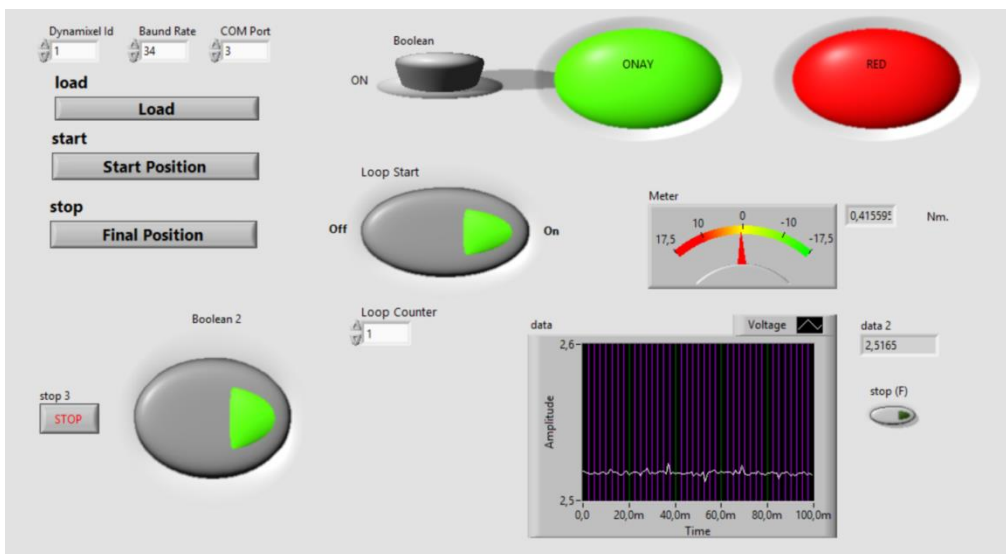 Dynamixel Id
1
Baund Rate
34
COM Port
3
load
Load
start
Start Position
stop
Final Position
Boolean
ON
ONAY
RED
Loop Start
Off
On
Meter
17,5
10
0
-10
-17,5
0,415595
Nm.
Boolean 2
stop 3
STOP
Loop Counter
1
data
Voltage
2,6
2,5
Amplitude
0,0 20,0m 40,0m 60,0m 80,0m 100,0m
Time
data 2
2,5165
stop (F)